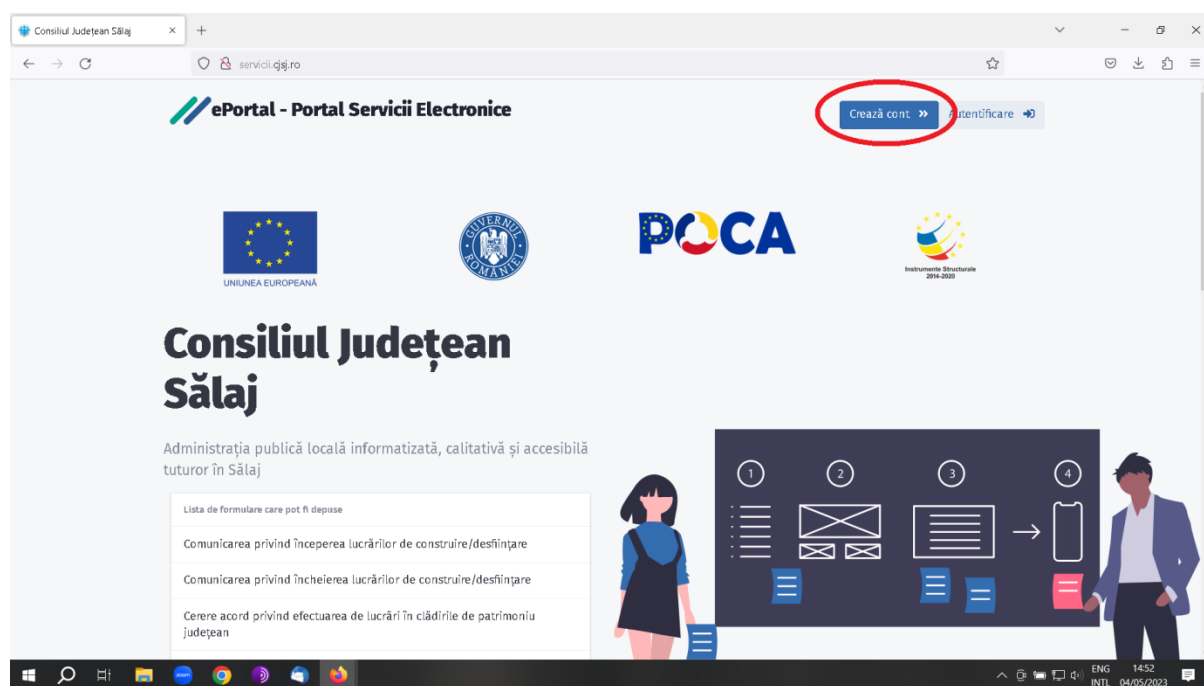 Consiliul Județean Sălaj
servicii.cjsj.ro
ePortal - Portal Servicii Electronice
Crează cont
Autentificare
UNIUNEA EUROPEANĂ
GUVERNUL ROMÂNIEI
POCA
Instrumente Structurale
2014-2020
Consiliul Județean
Sălaj
Administrația publică locală informatizată, calitativă și accesibilă
tuturor în Sălaj
Lista de formulare care pot fi depuse
Comunicarea privind începerea lucrărilor de construire/desființare
Comunicarea privind încheierea lucrărilor de construire/desființare
Cerere acord privind efectuarea de lucrări în clădirile de patrimoniu
județean
1 2 3 4
zoom
ENG 14:52
INTL 04/05/2023